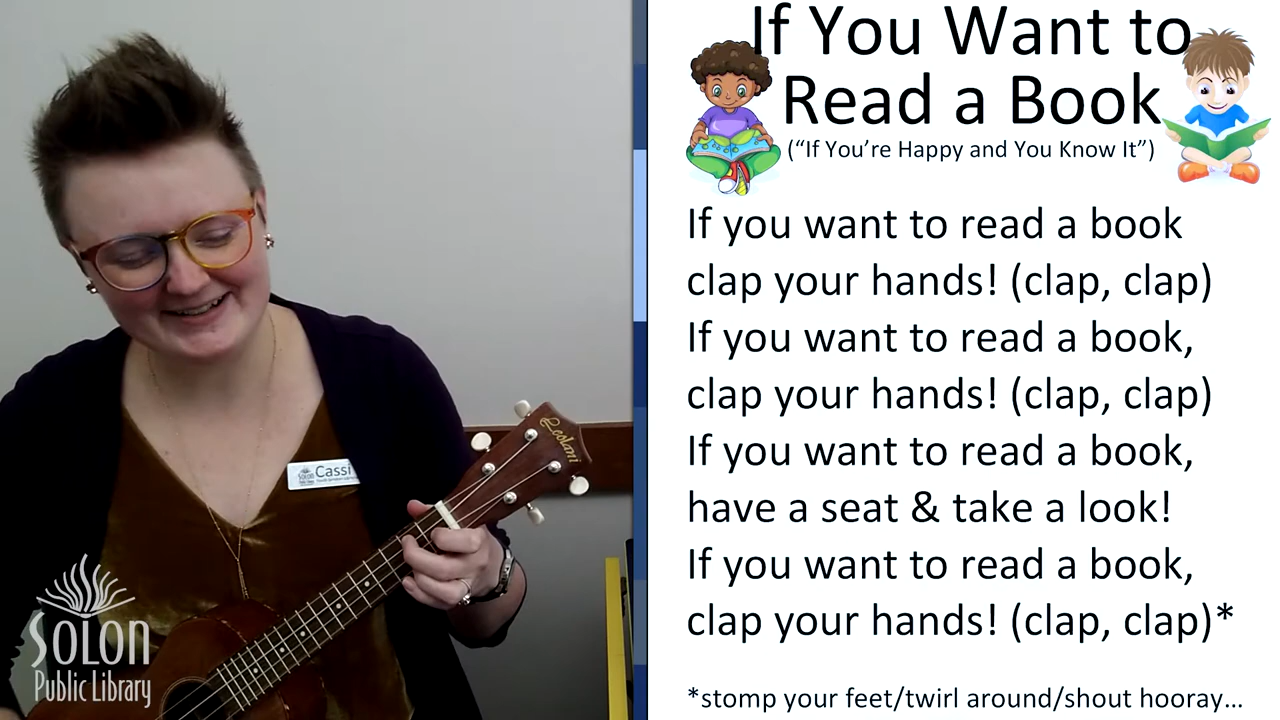 If You Want to
Read a Book
(“If You’re Happy and You Know It”)
If you want to read a book
clap your hands! (clap, clap)
If you want to read a book,
clap your hands! (clap, clap)
If you want to read a book,
have a seat & take a look!
If you want to read a book,
clap your hands! (clap, clap)*
*stomp your feet/twirl around/shout hooray...
Leolani
Cassi
SOLON
Public Library